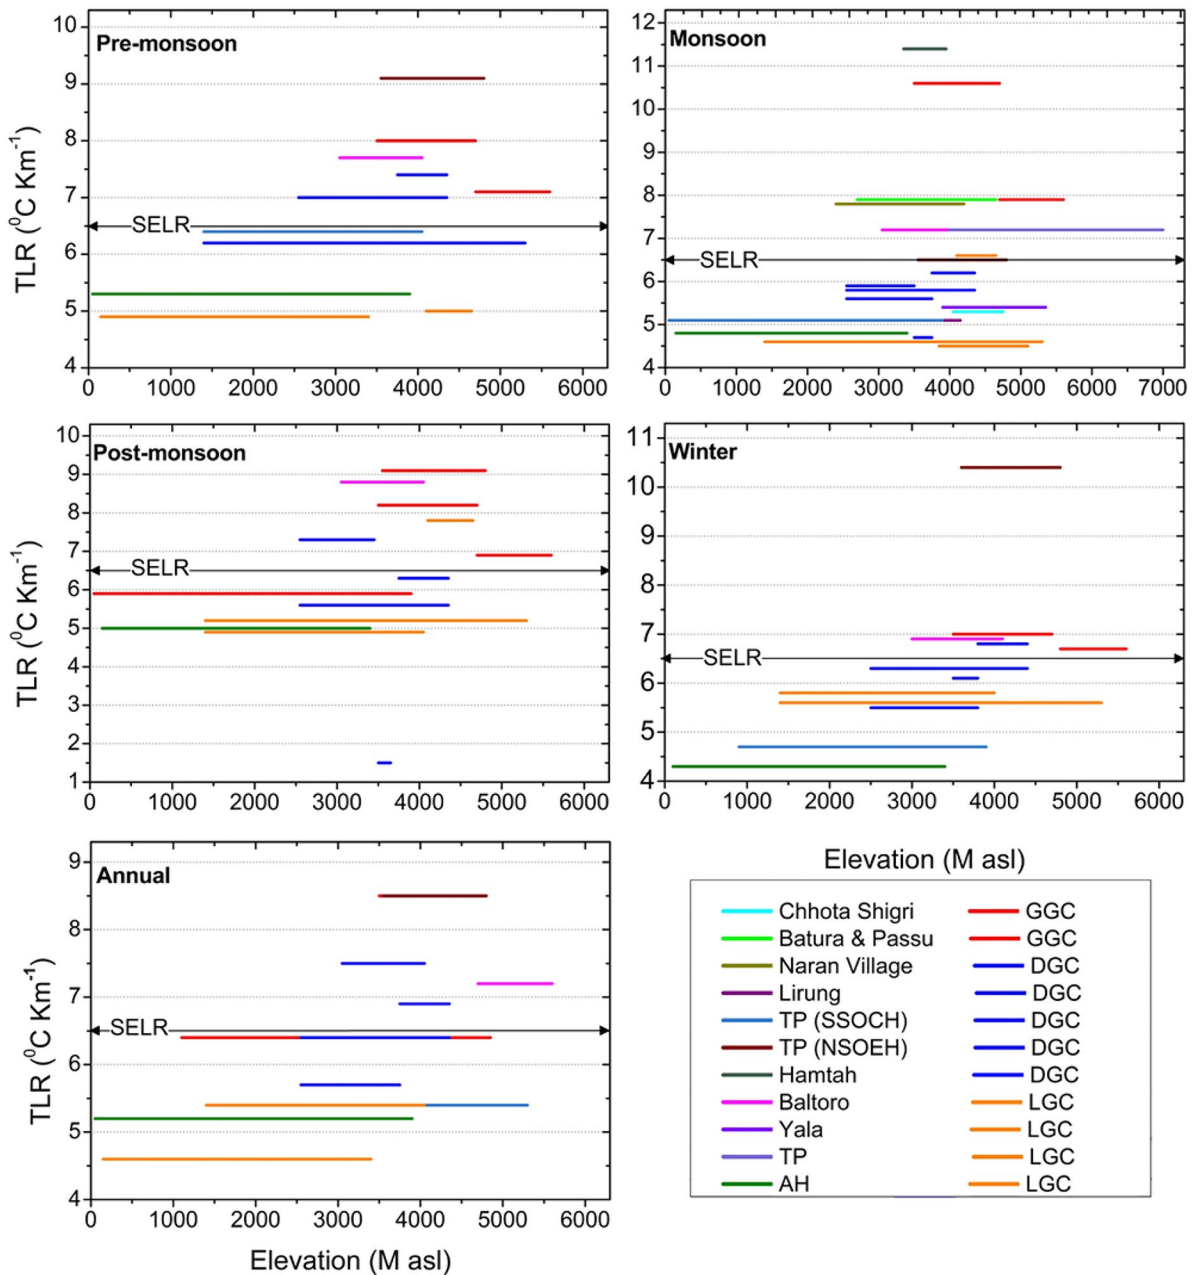 Pre-monsoon
10
9
8
7
6
5
4
SELR
0 1000 2000 3000 4000 5000 6000
TLR (⁰C Km⁻¹)
Monsoon
12
11
10
9
8
7
6
5
4
SELR
0 1000 2000 3000 4000 5000 6000 7000
Post-monsoon
10
9
8
7
6
5
4
3
2
1
SELR
0 1000 2000 3000 4000 5000 6000
TLR (⁰C Km⁻¹)
Winter
11
10
9
8
7
6
5
4
SELR
0 1000 2000 3000 4000 5000 6000
Elevation (M asl)
Annual
9
8
7
6
5
4
SELR
0 1000 2000 3000 4000 5000 6000
TLR (⁰C Km⁻¹)
Elevation (M asl)
Chhota Shigri GGC
Batura & Passu GGC
Naran Village DGC
Lirung DGC
TP (SSOCH) DGC
TP (NSOEH) DGC
Hamtah DGC
Baltoro LGC
Yala LGC
TP LGC
AH LGC